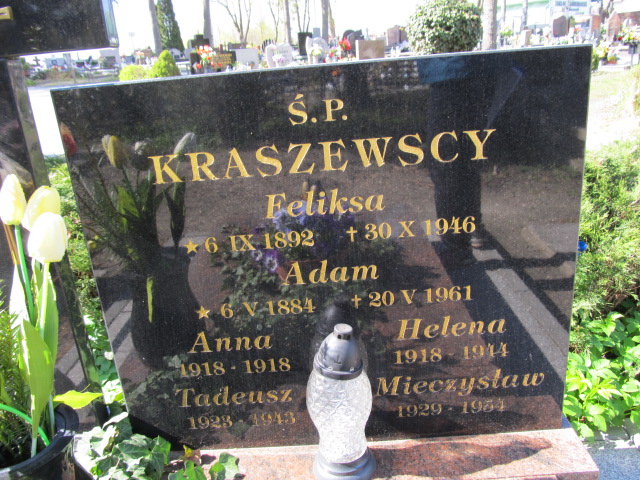 Ś.P.
KRASZEWSCY
Feliksa
★ 6 IX 1892 † 30 X 1946
Adam
★ 6 V 1884 † 20 V 1961
Anna Helena
1918 - 1918 1918 - 1944
Tadeusz Mieczysław
1923 - 1943 1929 -